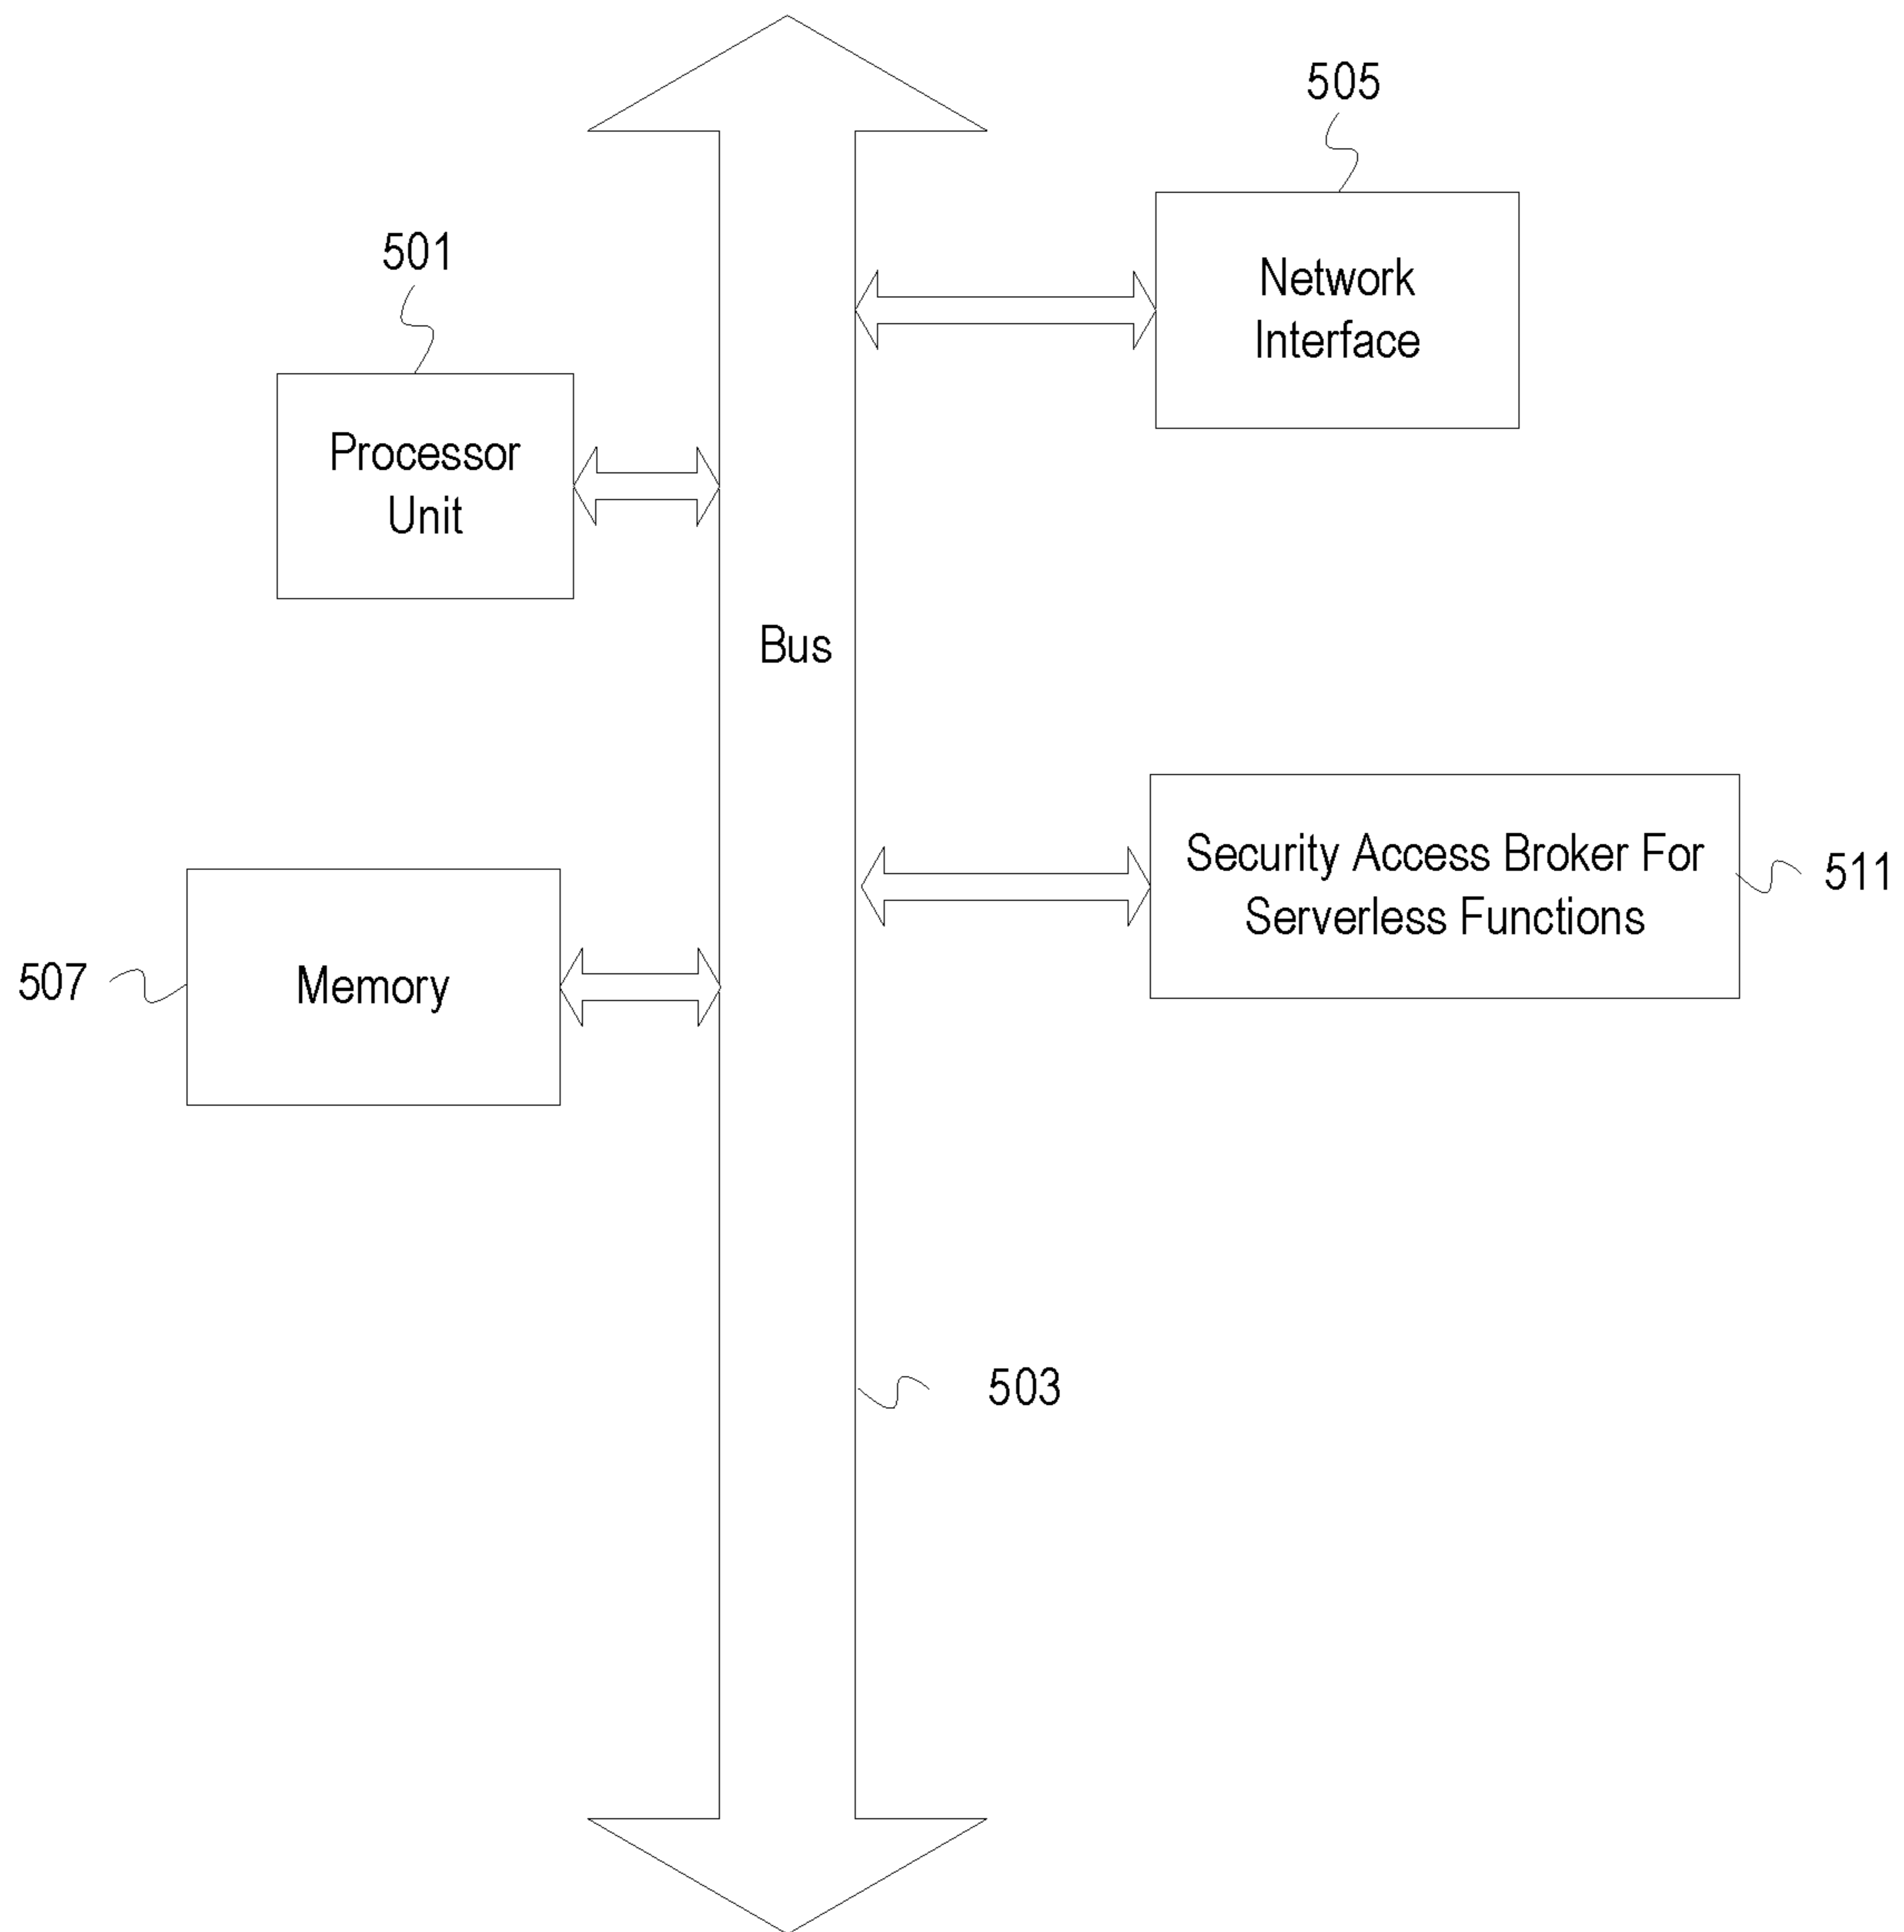 505
Network
Interface
501
Processor
Unit
Bus
Security Access Broker For
Serverless Functions
511
507
Memory
503